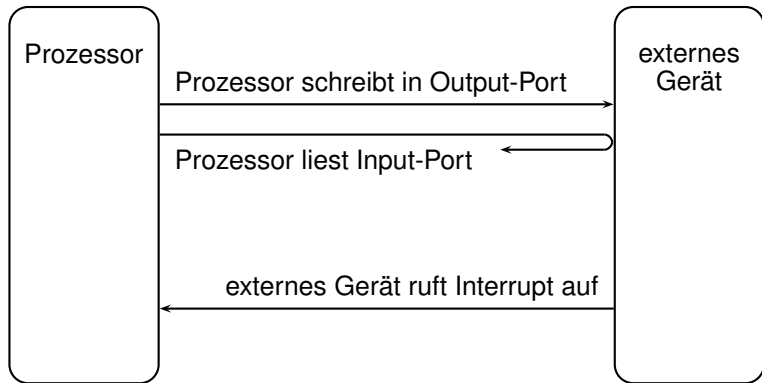 Prozessor
externes
Gerät
Prozessor schreibt in Output-Port
Prozessor liest Input-Port
externes Gerät ruft Interrupt auf